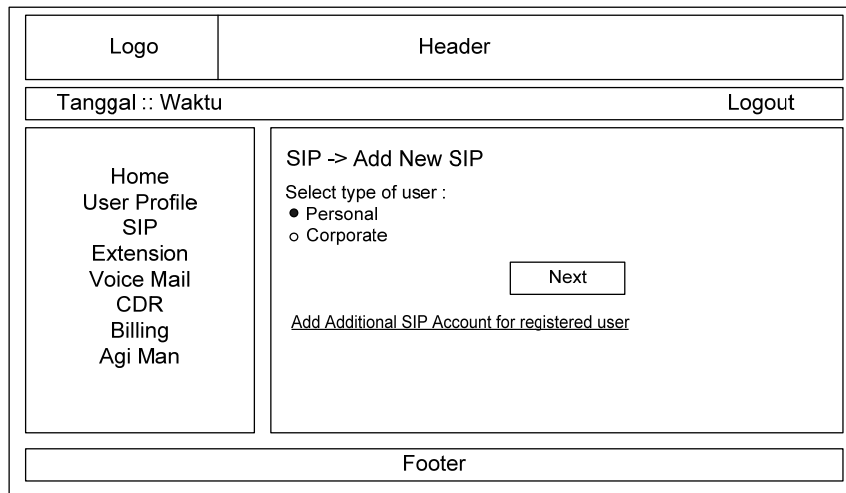 Logo
Header
Tanggal :: Waktu
Logout
Home
User Profile
SIP
Extension
Voice Mail
CDR
Billing
Agi Man
SIP -> Add New SIP
Select type of user :
Personal
Corporate
Next
Add Additional SIP Account for registered user
Footer